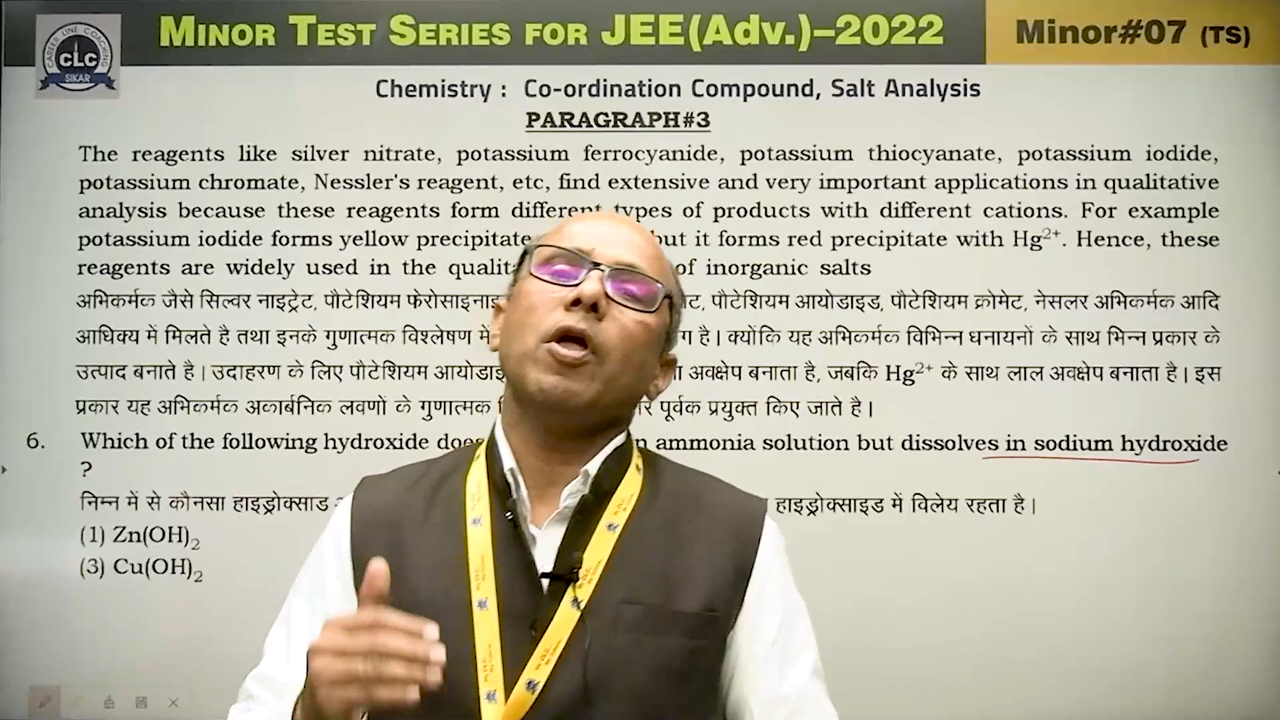 MINOR TEST SERIES FOR JEE(ADV.)–2022
Minor#07 (TS)
CAREER LINE COACHING
CLC
SIKAR
Chemistry : Co-ordination Compound, Salt Analysis
PARAGRAPH#3
The reagents like silver nitrate, potassium ferrocyanide, potassium thiocyanate, potassium iodide,
potassium chromate, Nessler's reagent, etc, find extensive and very important applications in qualitative
analysis because these reagents form different types of products with different cations. For example
potassium iodide forms yellow precipitate but it forms red precipitate with Hg²⁺. Hence, these
reagents are widely used in the of inorganic salts
अभिकर्मक जैसे सिल्वर नाइट्रेट, पौटेशियम पौटेशियम आयोडाइड, पौटेशियम क्रोमेट, नेसलर अभिकर्मक आदि
आधिक्य में मिलते है तथा इनके गुणात्मक विश्लेषण में है। क्योंकि यह अभिकर्मक विभिन्न धनायनों के साथ भिन्न प्रकार के
उत्पाद बनाते है। उदाहरण के लिए पौटेशियम अवक्षेप बनाता है, जबकि Hg²⁺ के साथ लाल अवक्षेप बनाता है। इस
प्रकार यह अभिकर्मक अकार्बनिक लवणों के गुणात्मक पूर्वक प्रयुक्त किए जाते है।
6. Which of the following hydroxide ammonia solution but dissolves in sodium hydroxide
?
निम्न में से कौनसा हाइड्रोक्साड हाइड्रोक्साइड में विलेय रहता है।
(1) Zn(OH)₂
(3) Cu(OH)₂